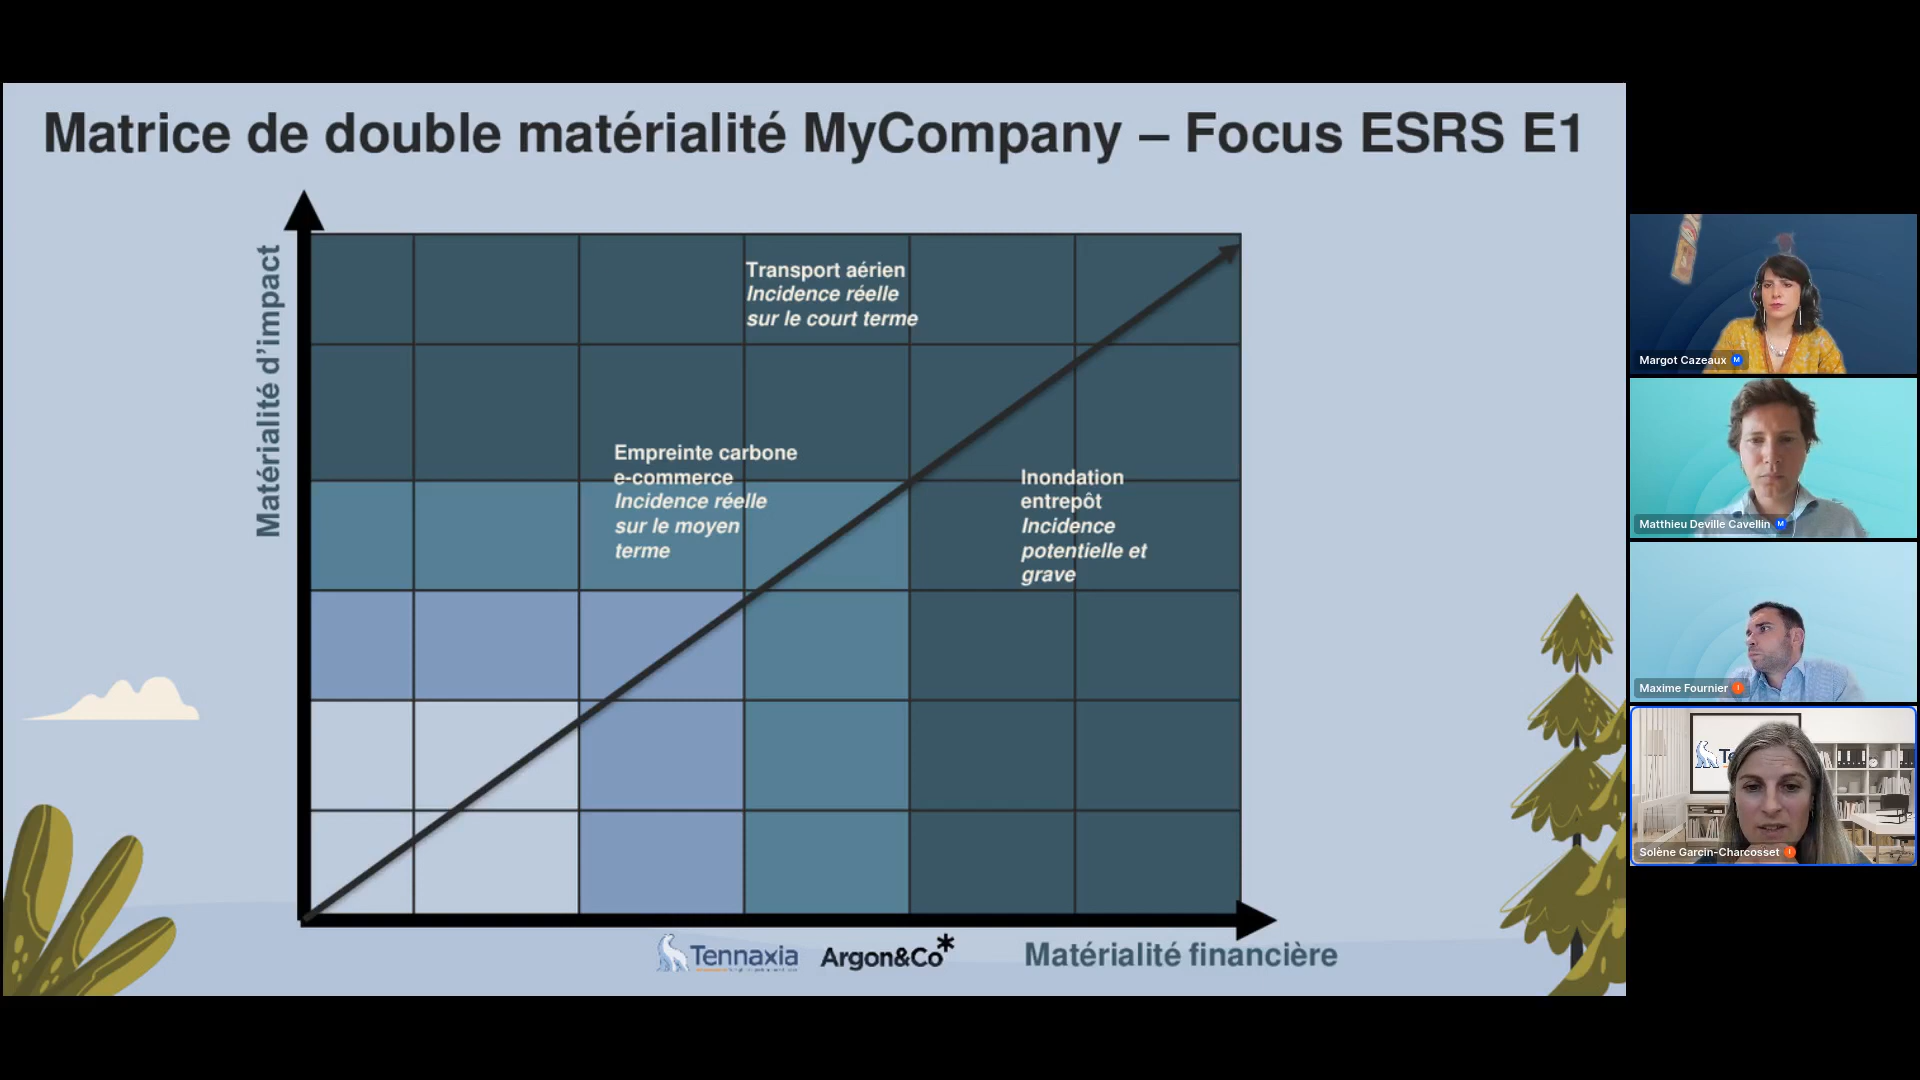 Matrice de double matérialité MyCompany – Focus ESRS E1
Matérialité d'impact
Transport aérien
Incidence réelle
sur le court terme
Empreinte carbone
e-commerce
Incidence réelle
sur le moyen
terme
Inondation
entrepôt
Incidence
potentielle et
grave
Tennaxia
Argon&Co*
Matérialité financière
Margot Cazeaux M
Matthieu Deville Cavellin M
Maxime Fournier
Te
Solène Garcin-Charcosset